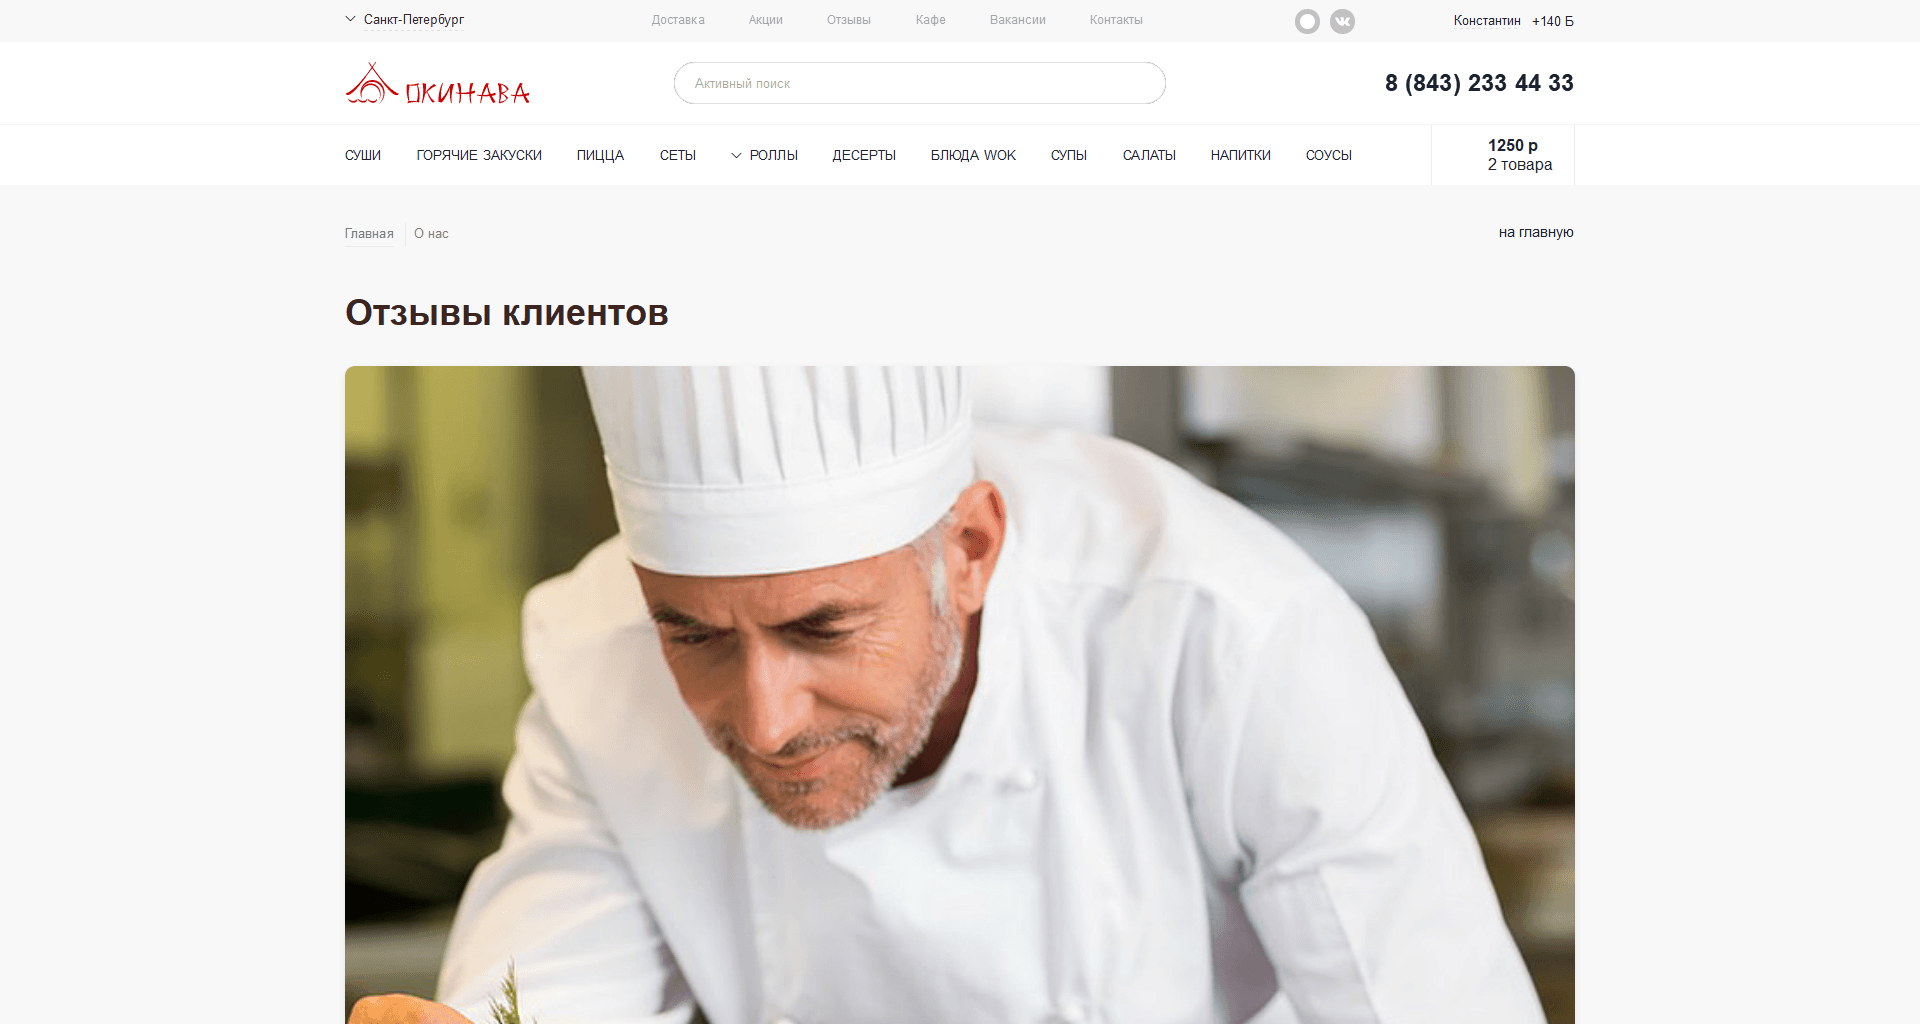 Санкт-Петербург
Доставка Акции Отзывы Кафе Вакансии Контакты
Константин +140 Б
ОКИНАВА
Активный поиск
8 (843) 233 44 33
СУШИ ГОРЯЧИЕ ЗАКУСКИ ПИЦЦА СЕТЫ РОЛЛЫ ДЕСЕРТЫ БЛЮДА WOK СУПЫ САЛАТЫ НАПИТКИ СОУСЫ
1250 р
2 товара
Главная О нас
на главную
Отзывы клиентов